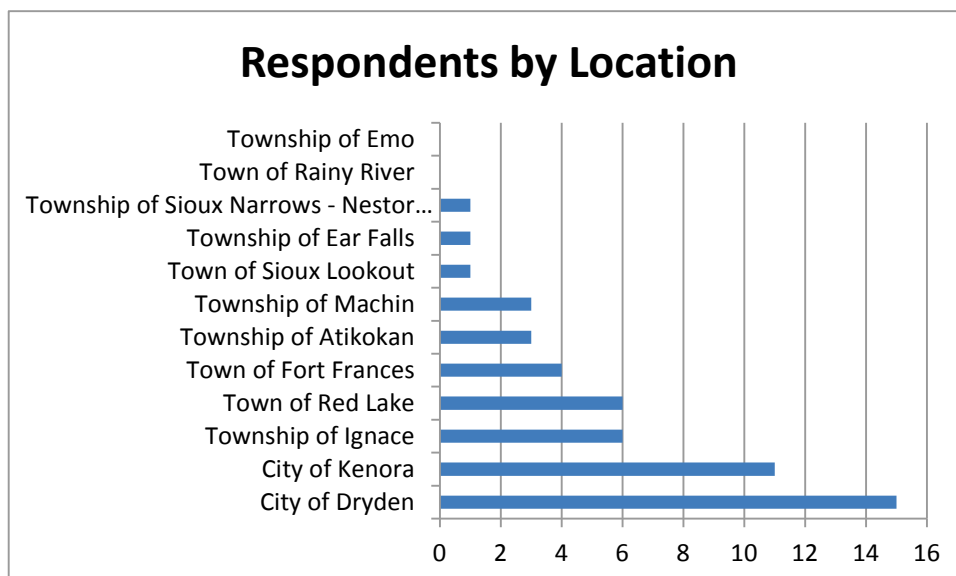 Respondents by Location
Township of Emo
Town of Rainy River
Township of Sioux Narrows - Nestor…
Township of Ear Falls
Town of Sioux Lookout
Township of Machin
Township of Atikokan
Town of Fort Frances
Town of Red Lake
Township of Ignace
City of Kenora
City of Dryden
0 2 4 6 8 10 12 14 16